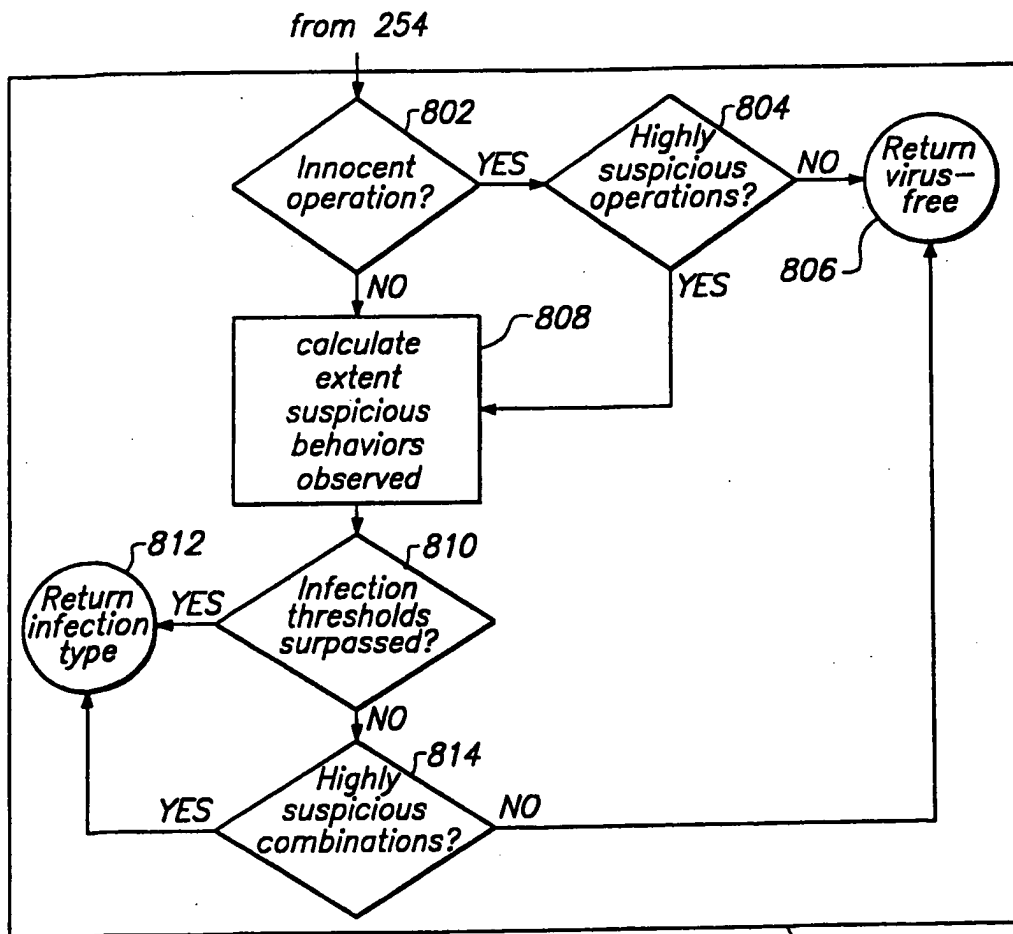 from 254
802
Innocent
operation?
YES
NO
804
Highly
suspicious
operations?
NO
YES
Return
virus-
free
806
808
calculate
extent
suspicious
behaviors
observed
810
Infection
thresholds
surpassed?
YES
NO
812
Return
infection
type
814
Highly
suspicious
combinations?
YES
NO